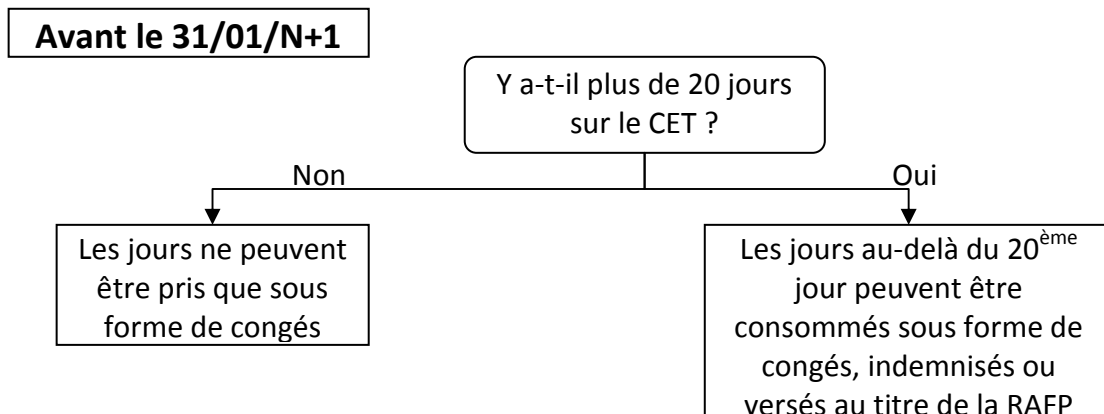 Avant le 31/01/N+1
Y a-t-il plus de 20 jours
sur le CET ?
Non
Oui
Les jours ne peuvent
être pris que sous
forme de congés
Les jours au-delà du 20ème
jour peuvent être
consommés sous forme de
congés, indemnisés ou
versés au titre de la RAFP